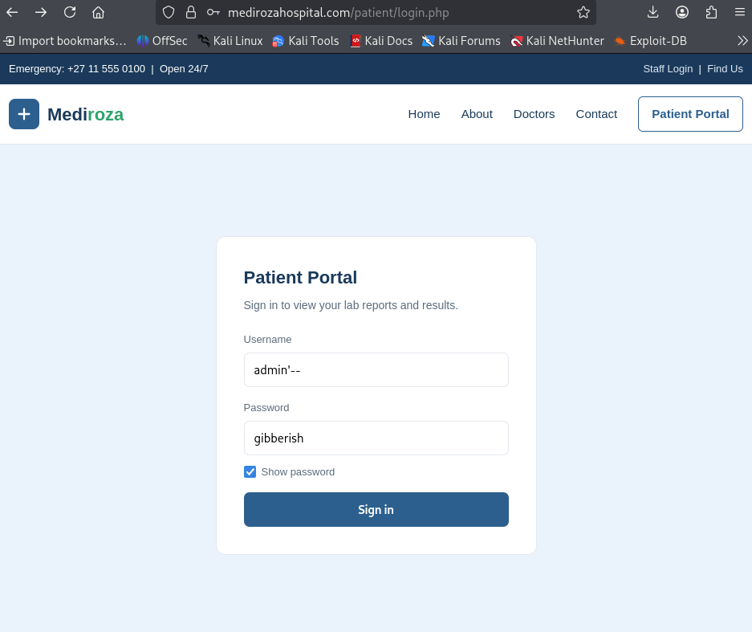 medirozahospital.com/patient/login.php
Import bookmarks... OffSec Kali Linux Kali Tools Kali Docs Kali Forums Kali NetHunter Exploit-DB
Emergency: +27 11 555 0100 | Open 24/7 Staff Login | Find Us
Mediroza Home About Doctors Contact Patient Portal
Patient Portal
Sign in to view your lab reports and results.
Username
admin'--
Password
gibberish
Show password
Sign in